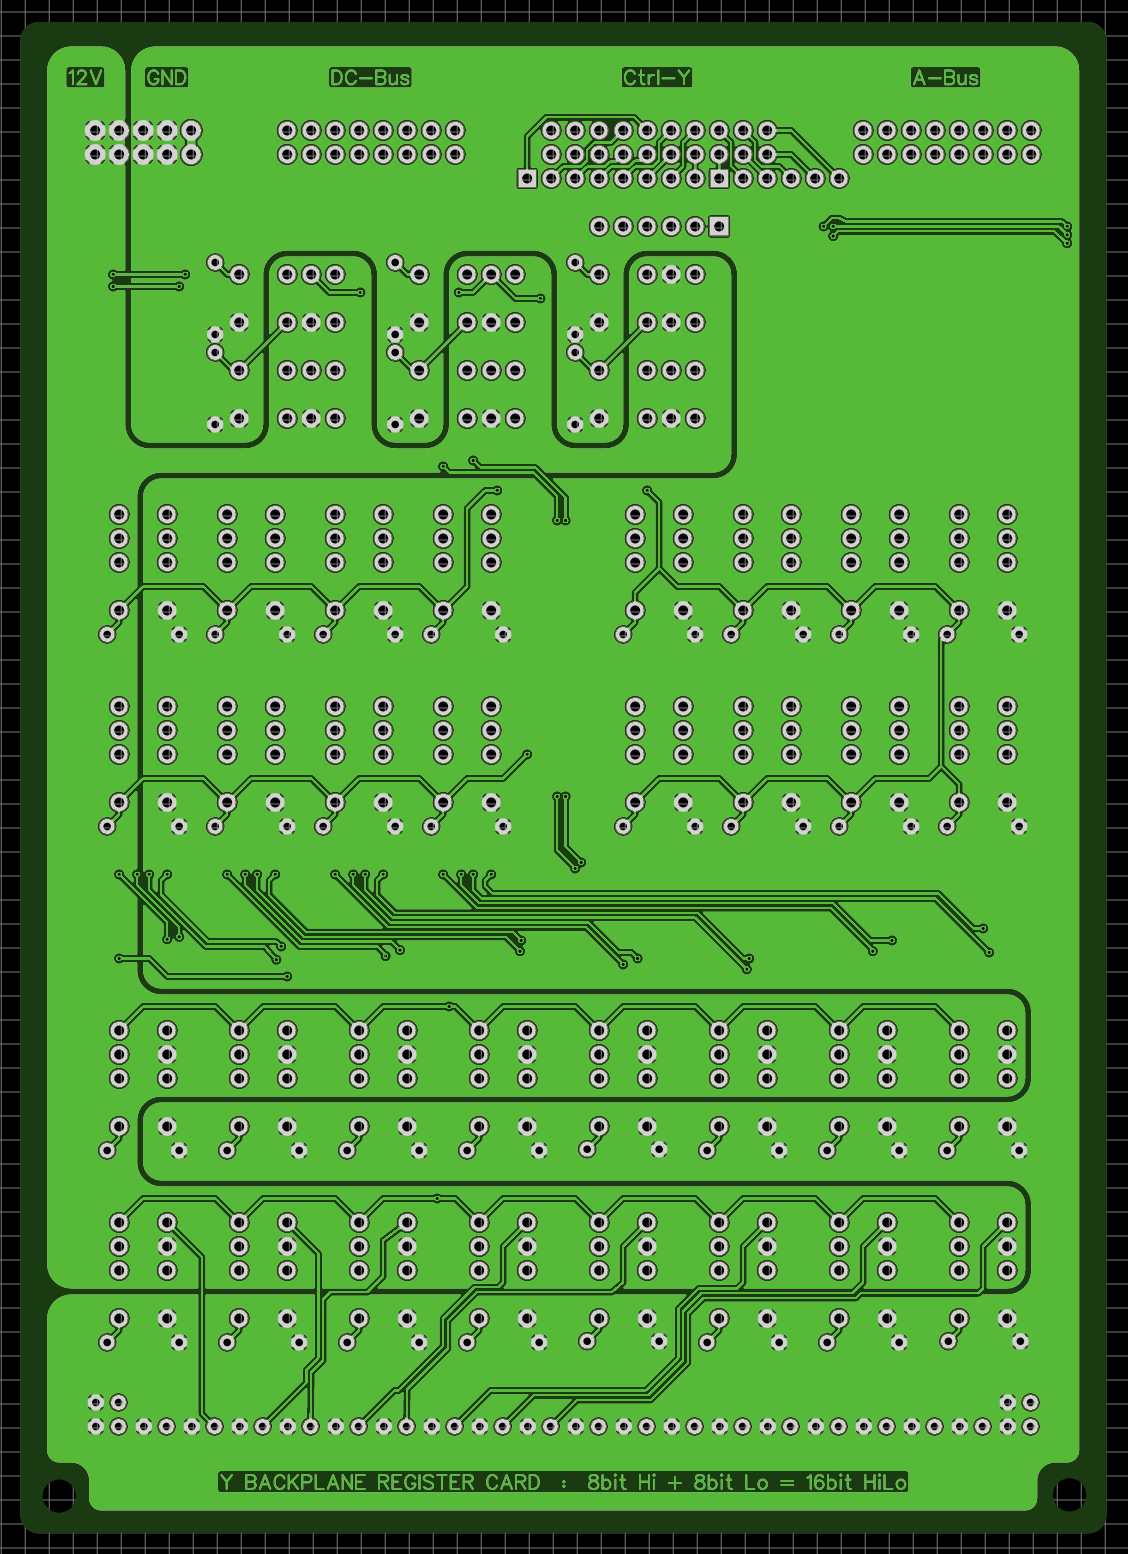 12V GND DC-Bus Ctrl-Y A-Bus
Y BACKPLANE REGISTER CARD : 8bit Hi + 8bit Lo = 16bit HiLo